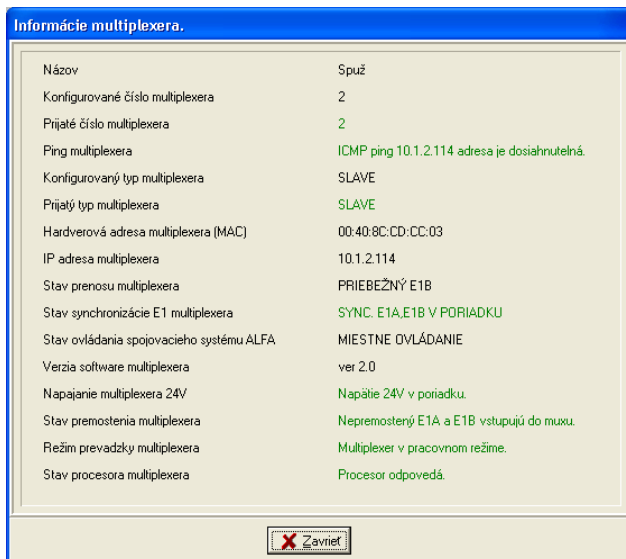 Informácie multiplexera.
Názov Spuž
Konfigurované číslo multiplexera 2
Prijaté číslo multiplexera 2
Ping multiplexera ICMP ping 10.1.2.114 adresa je dosiahnutelná.
Konfigurovaný typ multiplexera SLAVE
Prijatý typ multiplexera SLAVE
Hardverová adresa multiplexera (MAC) 00:40:8C:CD:CC:03
IP adresa multiplexera 10.1.2.114
Stav prenosu multiplexera PRIEBEŽNÝ E1B
Stav synchronizácie E1 multiplexera SYNC. E1A,E1B V PORIADKU
Stav ovládania spojovacieho systému ALFA MIESTNE OVLÁDANIE
Verzia software multiplexera ver 2.0
Napajanie multiplexera 24V Napätie 24V v poriadku.
Stav premostenia multiplexera Nepremostený E1A a E1B vstupujú do muxu.
Režim prevadzky multiplexera Multiplexer v pracovnom režime.
Stav procesora multiplexera Procesor odpovedá.
Zavrieť